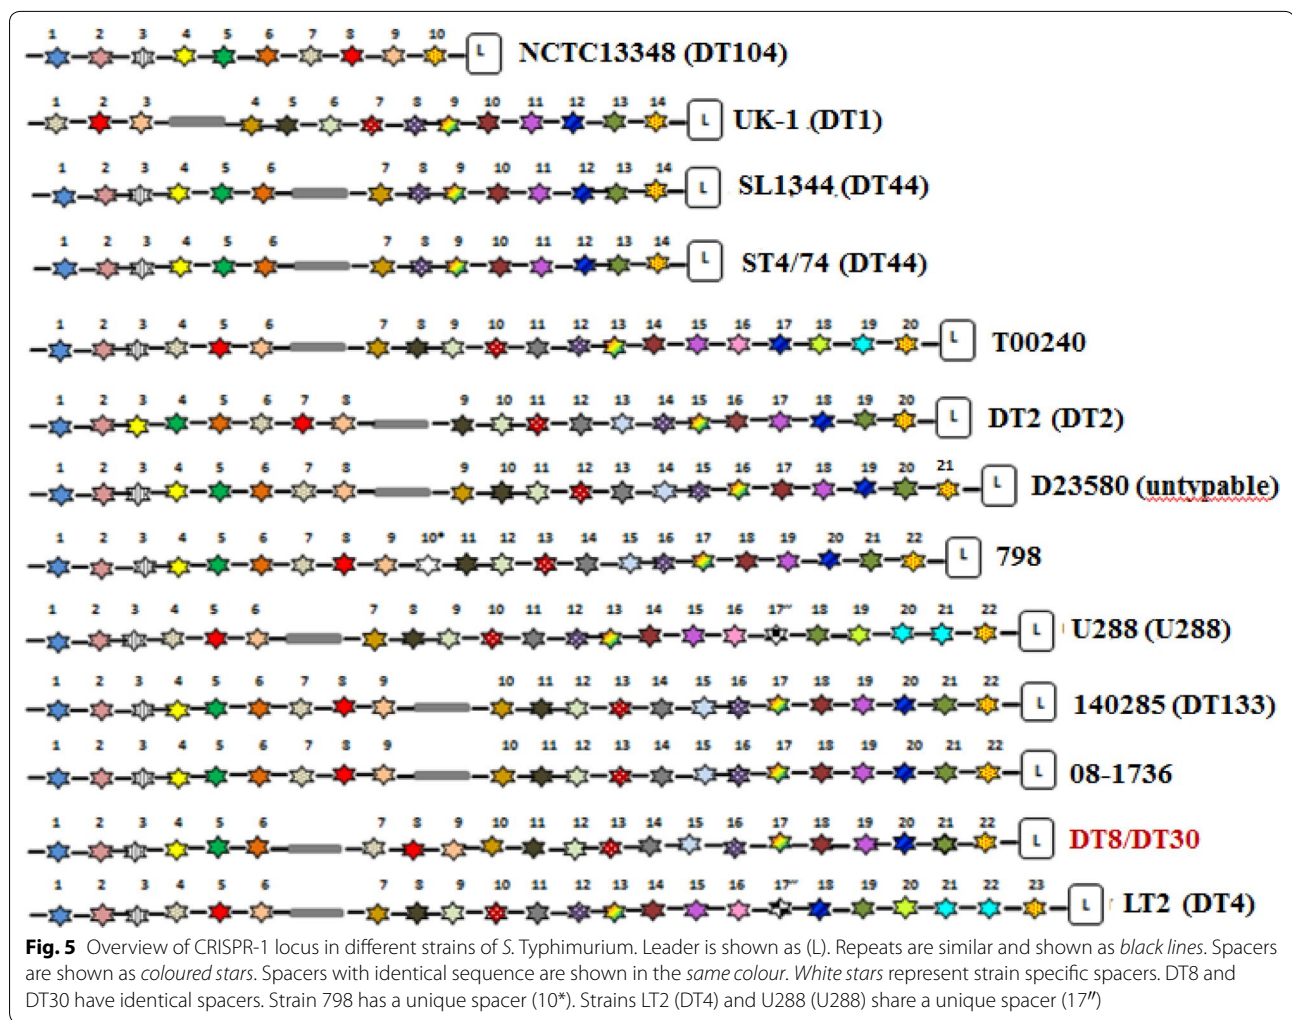 1 2 3 4 5 6 7 8 9 10 L NCTC13348 (DT104)
1 2 3 4 5 6 7 8 9 10 11 12 13 14 L UK-1 (DT1)
1 2 3 4 5 6 7 8 9 10 11 12 13 14 L SL1344 (DT44)
1 2 3 4 5 6 7 8 9 10 11 12 13 14 L ST4/74 (DT44)
1 2 3 4 5 6 7 8 9 10 11 12 13 14 15 16 17 18 19 20 L T00240
1 2 3 4 5 6 7 8 9 10 11 12 13 14 15 16 17 18 19 20 L DT2 (DT2)
1 2 3 4 5 6 7 8 9 10 11 12 13 14 15 16 17 18 19 20 21 L D23580 (untypable)
1 2 3 4 5 6 7 8 9 10* 11 12 13 14 15 16 17 18 19 20 21 22 L 798
1 2 3 4 5 6 7 8 9 10 11 12 13 14 15 16 17″ 18 19 20 21 22 L U288 (U288)
1 2 3 4 5 6 7 8 9 10 11 12 13 14 15 16 17 18 19 20 21 22 L 140285 (DT133)
1 2 3 4 5 6 7 8 9 10 11 12 13 14 15 16 17 18 19 20 21 22 L 08-1736
1 2 3 4 5 6 7 8 9 10 11 12 13 14 15 16 17 18 19 20 21 22 L DT8/DT30
1 2 3 4 5 6 7 8 9 10 11 12 13 14 15 16 17″ 18 19 20 21 22 23 L LT2 (DT4)
Fig. 5 Overview of CRISPR-1 locus in different strains of S. Typhimurium. Leader is shown as (L). Repeats are similar and shown as black lines. Spacers
are shown as coloured stars. Spacers with identical sequence are shown in the same colour. White stars represent strain specific spacers. DT8 and
DT30 have identical spacers. Strain 798 has a unique spacer (10*). Strains LT2 (DT4) and U288 (U288) share a unique spacer (17″)